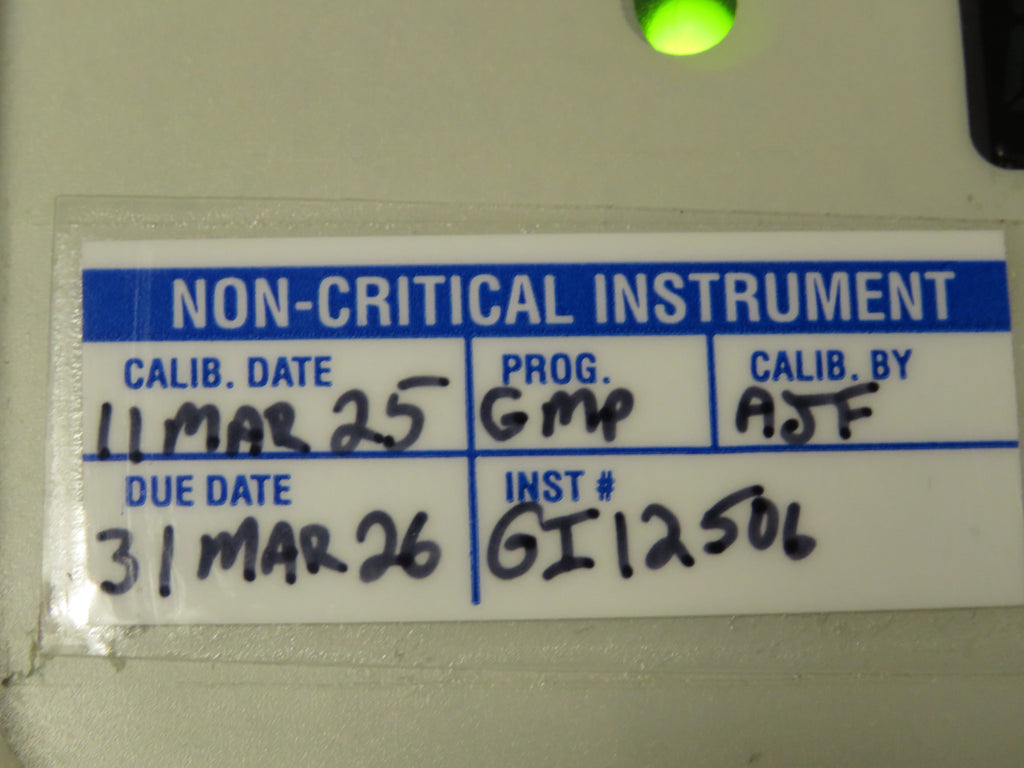 NON-CRITICAL INSTRUMENT
CALIB. DATE PROG. CALIB. BY
11 MAR 25 GMP AJF
DUE DATE INST #
31 MAR 26 GI12506